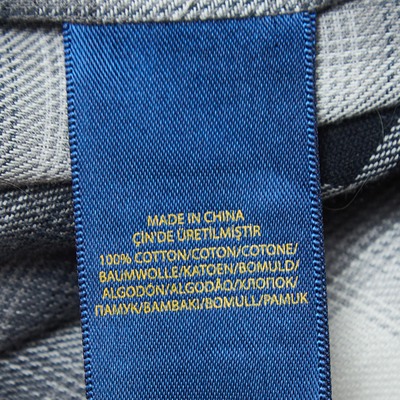 MADE IN CHINA
ÇİN'DE ÜRETİLMİŞTİR
100% COTTON/COTON/COTONE/
BAUMWOLLE/KATOEN/BOMULD/
ALGODÓN/ALGODÃO/ХЛОПОК/
ПАМУК/BAMBAKI/BOMULL/PAMUK